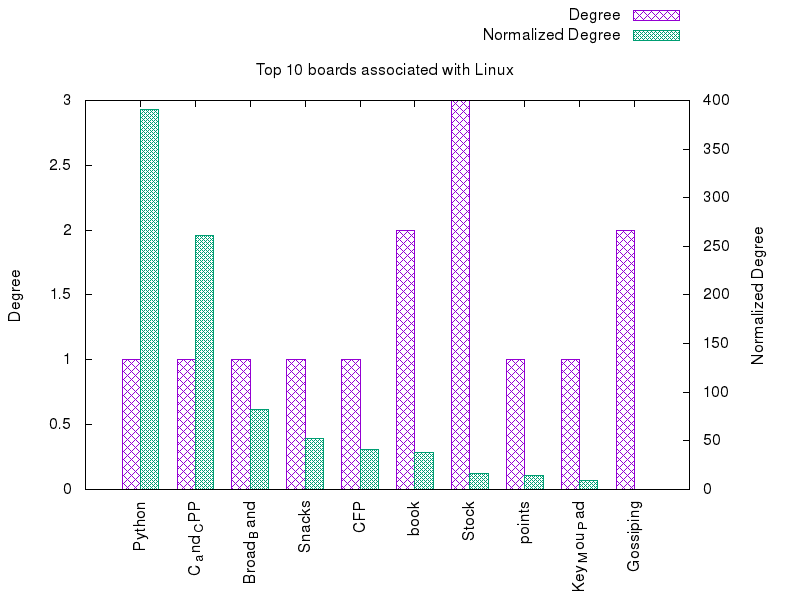 Degree
Normalized Degree
Top 10 boards associated with Linux
3
2.5
2
1.5
1
0.5
0
400
350
300
250
200
150
100
50
0
Degree
Normalized Degree
Python
CandCPP
BroadBand
Snacks
CFP
book
Stock
points
KeyMouPad
Gossiping